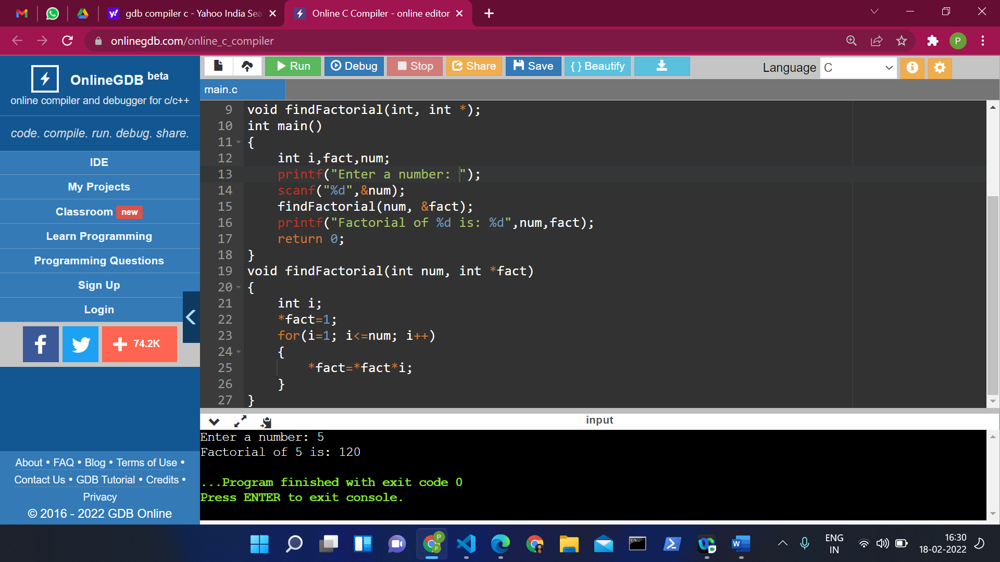 gdb compiler c - Yahoo India Sea
Online C Compiler - online editor
onlinegdb.com/online_c_compiler
P
OnlineGDB beta
online compiler and debugger for c/c++
code. compile. run. debug. share.
IDE
My Projects
Classroom new
Learn Programming
Programming Questions
Sign Up
Login
74.2K
About • FAQ • Blog • Terms of Use •
Contact Us • GDB Tutorial • Credits •
Privacy
© 2016 - 2022 GDB Online
Run Debug Stop Share Save { } Beautify Language C
main.c
9 void findFactorial(int, int *);
10 int main()
11 {
12 int i,fact,num;
13 printf("Enter a number: ");
14 scanf("%d",&num);
15 findFactorial(num, &fact);
16 printf("Factorial of %d is: %d",num,fact);
17 return 0;
18 }
19 void findFactorial(int num, int *fact)
20 {
21 int i;
22 *fact=1;
23 for(i=1; i<=num; i++)
24 {
25 *fact=*fact*i;
26 }
27 }
input
Enter a number: 5
Factorial of 5 is: 120
...Program finished with exit code 0
Press ENTER to exit console.
ENG
IN
16:30
18-02-2022